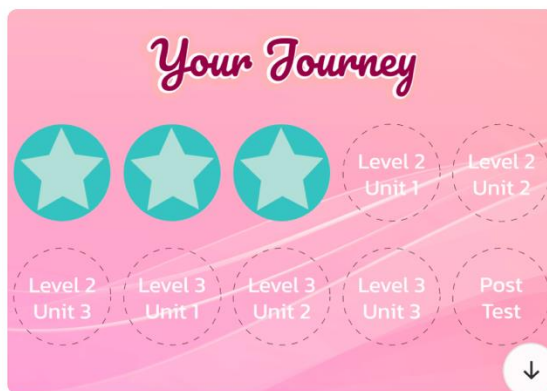 Your Journey
Level 2
Unit 1
Level 2
Unit 2
Level 2
Unit 3
Level 3
Unit 1
Level 3
Unit 2
Level 3
Unit 3
Post
Test